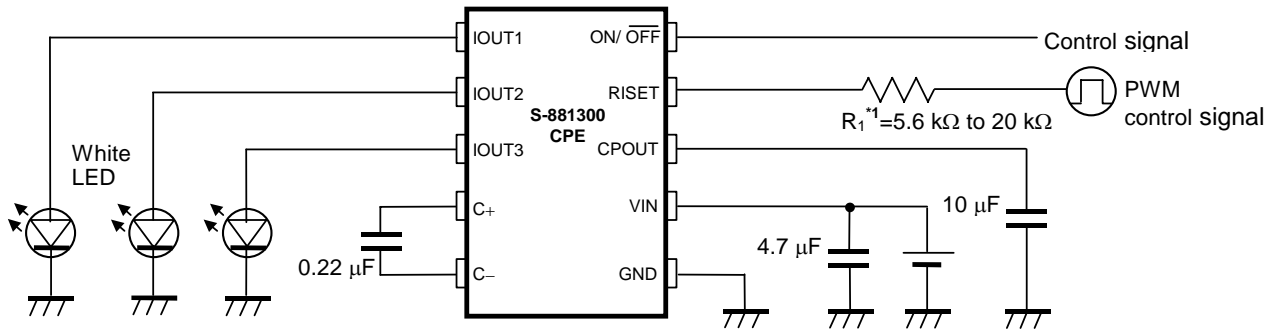 IOUT1
ON/ O̅F̅F̅
Control signal
IOUT2
RISET
PWM
control signal
S-881300
CPE
R₁*¹=5.6 kΩ to 20 kΩ
White
LED
IOUT3
CPOUT
C+
VIN
10 μF
0.22 μF
4.7 μF
C−
GND